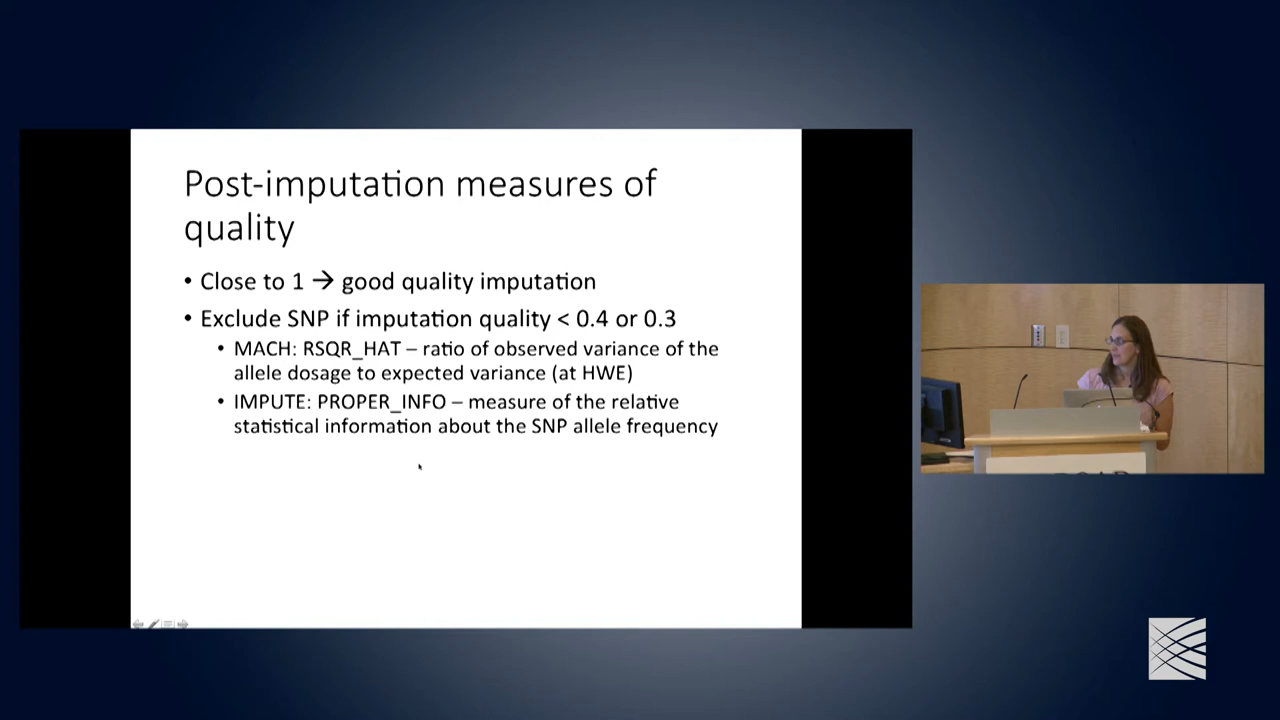 Post-imputation measures of
quality
• Close to 1 → good quality imputation
• Exclude SNP if imputation quality < 0.4 or 0.3
• MACH: RSQR_HAT – ratio of observed variance of the
allele dosage to expected variance (at HWE)
• IMPUTE: PROPER_INFO – measure of the relative
statistical information about the SNP allele frequency